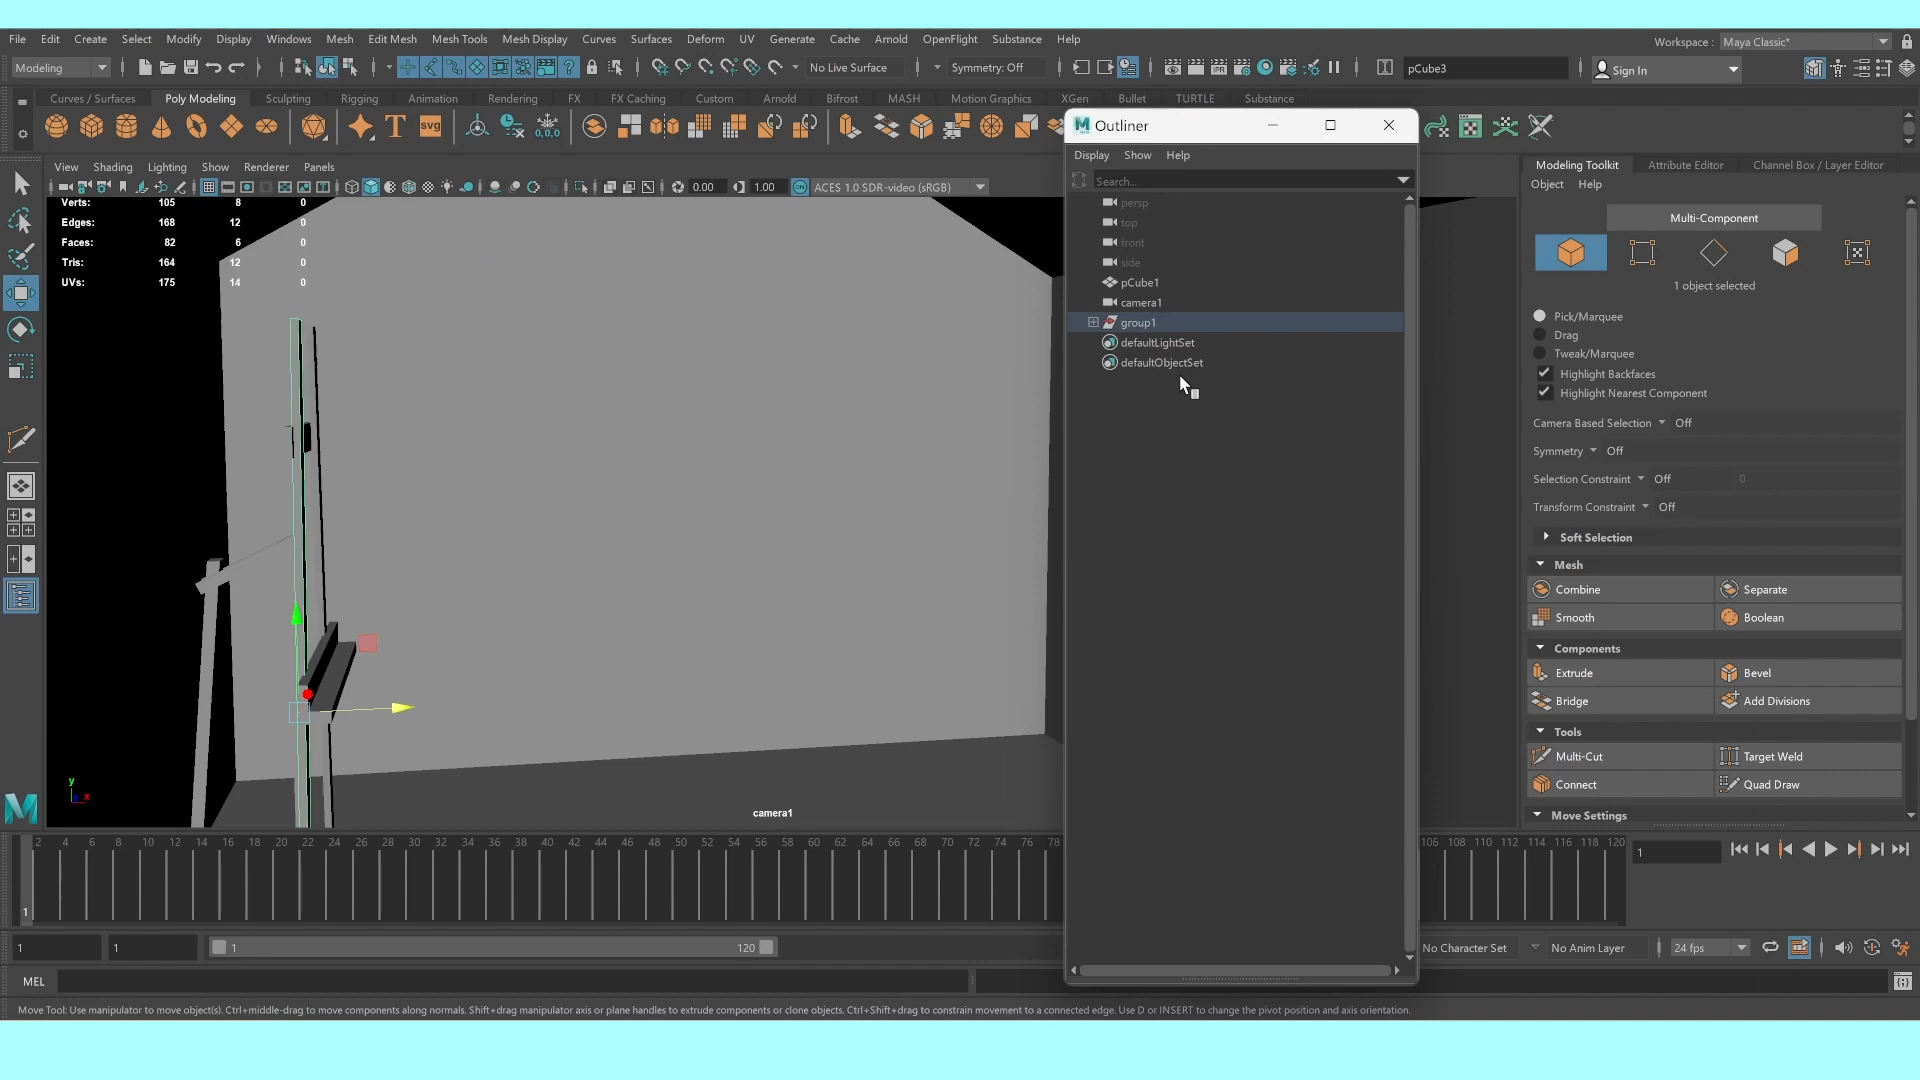 File Edit Create Select Modify Display Windows Mesh Edit Mesh Mesh Tools Mesh Display Curves Surfaces Deform UV Generate Cache Arnold OpenFlight Substance Help Workspace : Maya Classic*
Modeling No Live Surface Symmetry: Off pCube3 Sign In
Curves / Surfaces Poly Modeling Sculpting Rigging Animation Rendering FX FX Caching Custom Arnold Bifrost MASH Motion Graphics XGen Bullet TURTLE Substance
T svg 0,0,0
Outliner
Display Show Help
Search...
persp
top
front
side
pCube1
camera1
group1
defaultLightSet
defaultObjectSet
View Shading Lighting Show Renderer Panels
0.00 1.00 ON ACES 1.0 SDR-video (sRGB)
Verts: 105 8 0
Edges: 168 12 0
Faces: 82 6 0
Tris: 164 12 0
UVs: 175 14 0
y
x
camera1
Modeling Toolkit Attribute Editor Channel Box / Layer Editor
Object Help
Multi-Component
1 object selected
Pick/Marquee
Drag
Tweak/Marquee
Highlight Backfaces
Highlight Nearest Component
Camera Based Selection Off
Symmetry Off
Selection Constraint Off 0
Transform Constraint Off
Soft Selection
Mesh
Combine Separate
Smooth Boolean
Components
Extrude Bevel
Bridge Add Divisions
Tools
Multi-Cut Target Weld
Connect Quad Draw
Move Settings
2 4 6 8 10 12 14 16 18 20 22 24 26 28 30 32 34 36 38 40 42 44 46 48 50 52 54 56 58 60 62 64 66 68 70 72 74 76 78 106 108 110 112 114 116 118 120
1 1
1 1 1 120 No Character Set No Anim Layer 24 fps
MEL
Move Tool: Use manipulator to move object(s). Ctrl+middle-drag to move components along normals. Shift+drag manipulator axis or plane handles to extrude components or clone objects. Ctrl+Shift+drag to constrain movement to a connected edge. Use D or INSERT to change the pivot position and axis orientation.